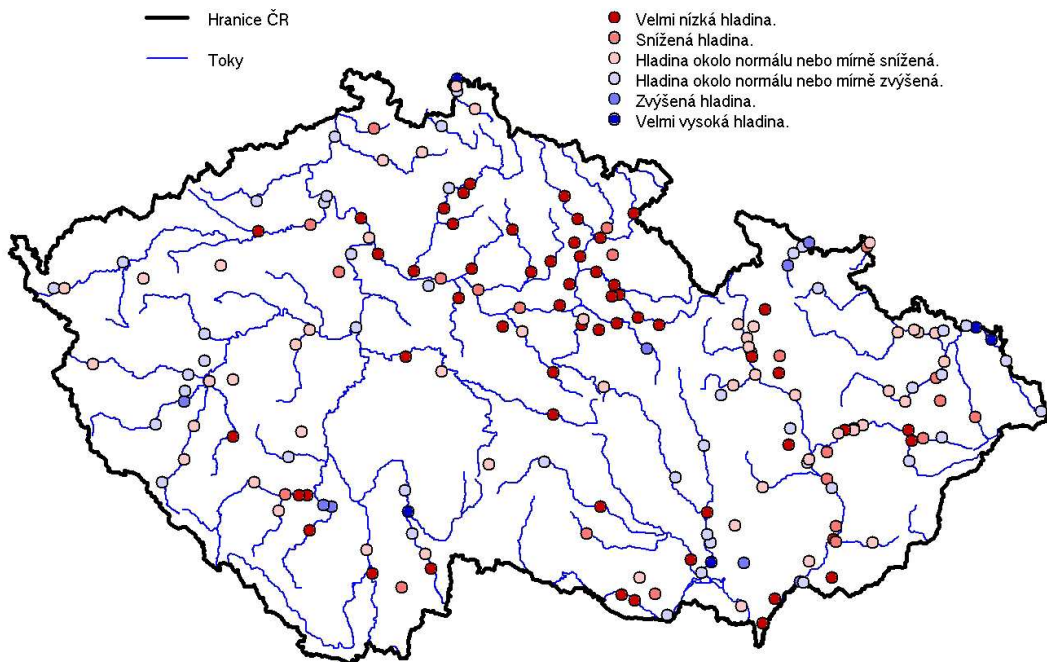 Hranice ČR
Toky
Velmi nízká hladina.
Snížená hladina.
Hladina okolo normálu nebo mírně snížená.
Hladina okolo normálu nebo mírně zvýšená.
Zvýšená hladina.
Velmi vysoká hladina.